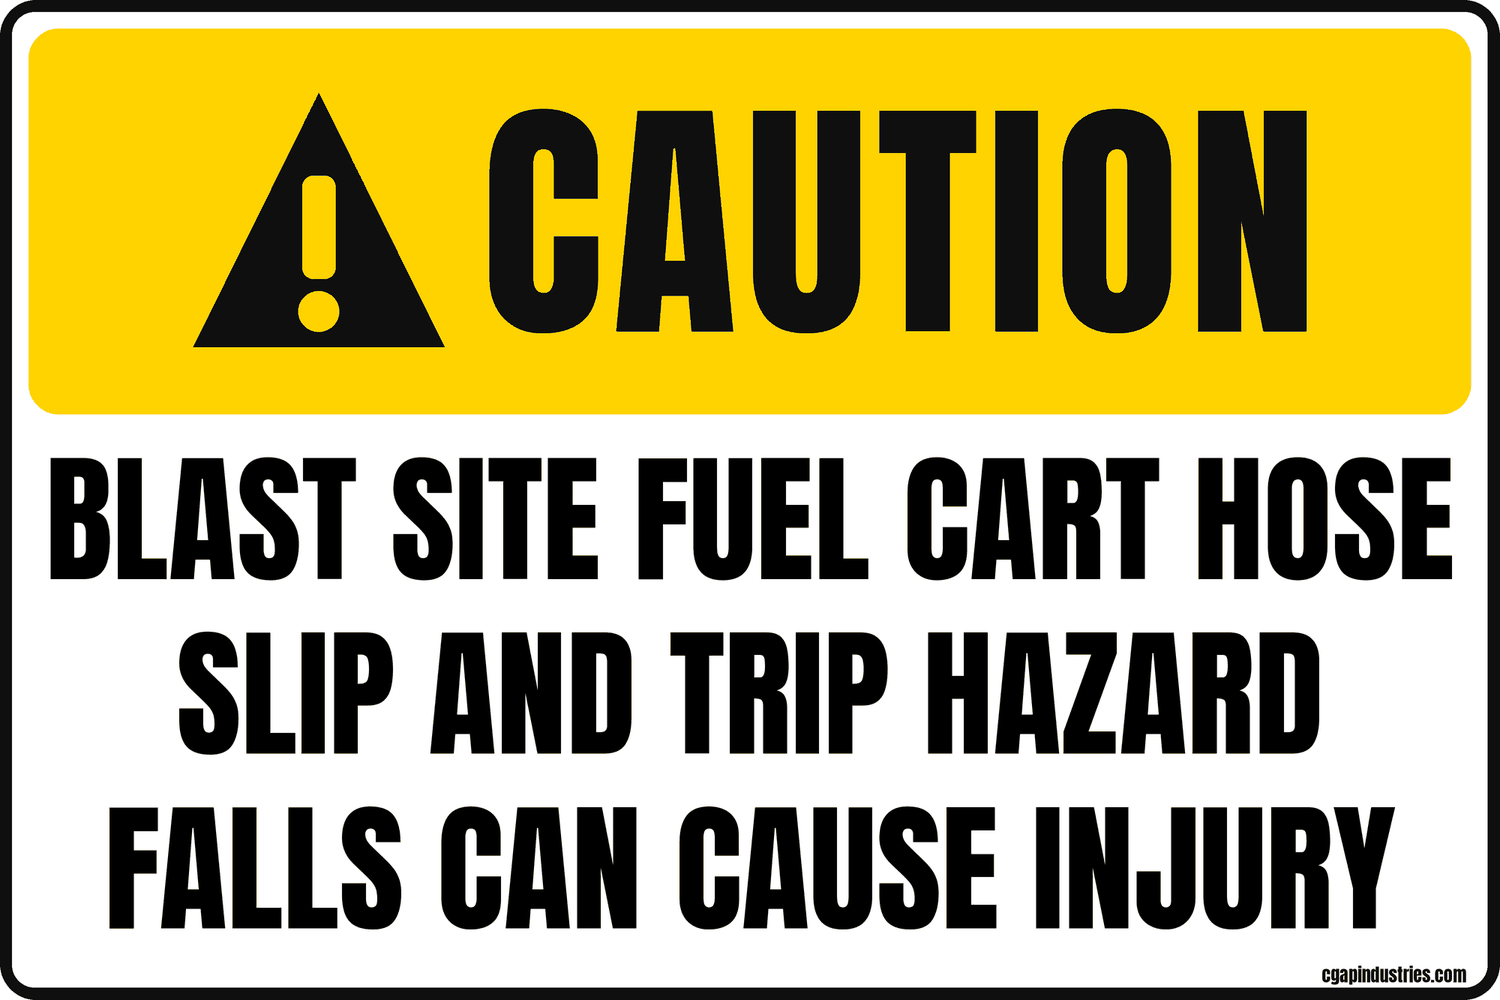 CAUTION
BLAST SITE FUEL CART HOSE
SLIP AND TRIP HAZARD
FALLS CAN CAUSE INJURY
cgapindustries.com